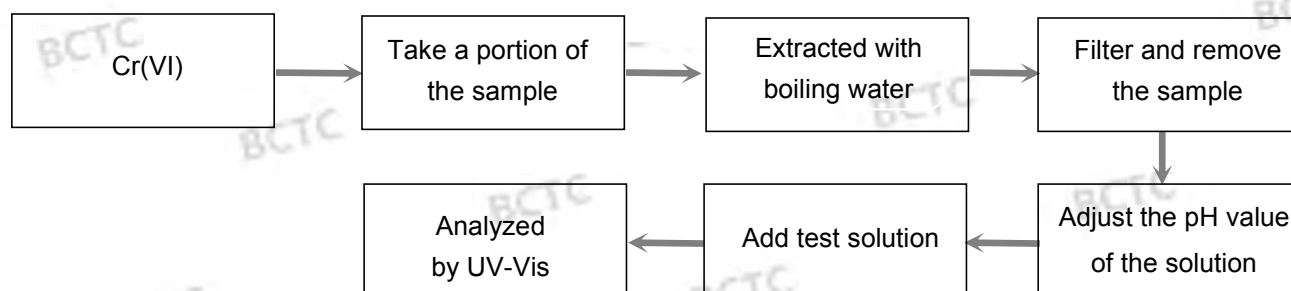 Cr(VI)
Take a portion of
the sample
Extracted with
boiling water
Filter and remove
the sample
Adjust the pH value
of the solution
Add test solution
Analyzed
by UV-Vis
BCTC
BCTC
BCTC
BCTC
BCTC